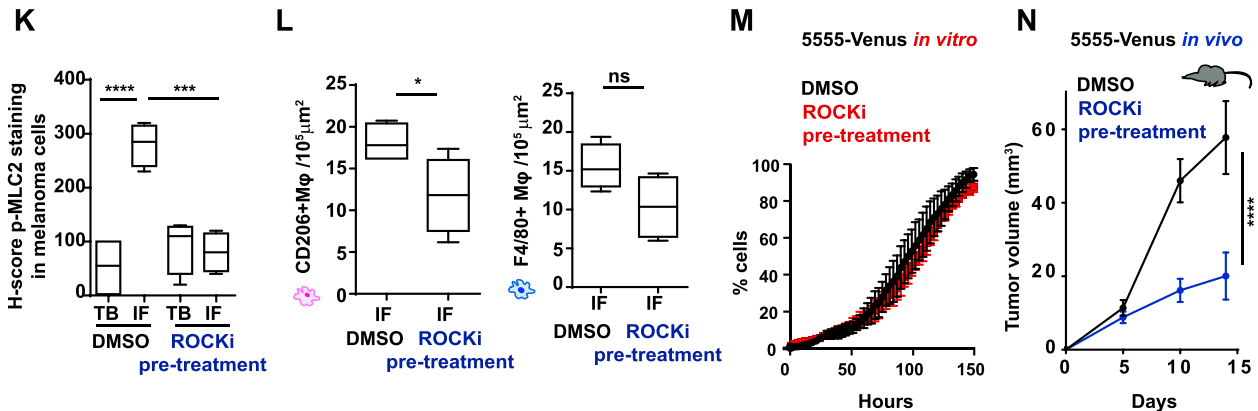 K
H-score p-MLC2 staining
in melanoma cells
400
300
200
100
0
****
***
TB IF TB IF
DMSO ROCKi
pre-treatment
L
CD206+Mφ /10⁵μm²
25
20
15
10
5
0
*
IF IF
DMSO ROCKi
pre-treatment
F4/80+ Mφ /10⁵ μm²
25
20
15
10
5
0
ns
IF IF
DMSO ROCKi
pre-treatment
M
5555-Venus in vitro
DMSO
ROCKi
pre-treatment
% cells
100
80
60
40
20
0
0 50 100 150
Hours
N
5555-Venus in vivo
DMSO
ROCKi
pre-treatment
Tumor volume (mm³)
60
40
20
0
****
0 5 10 15
Days